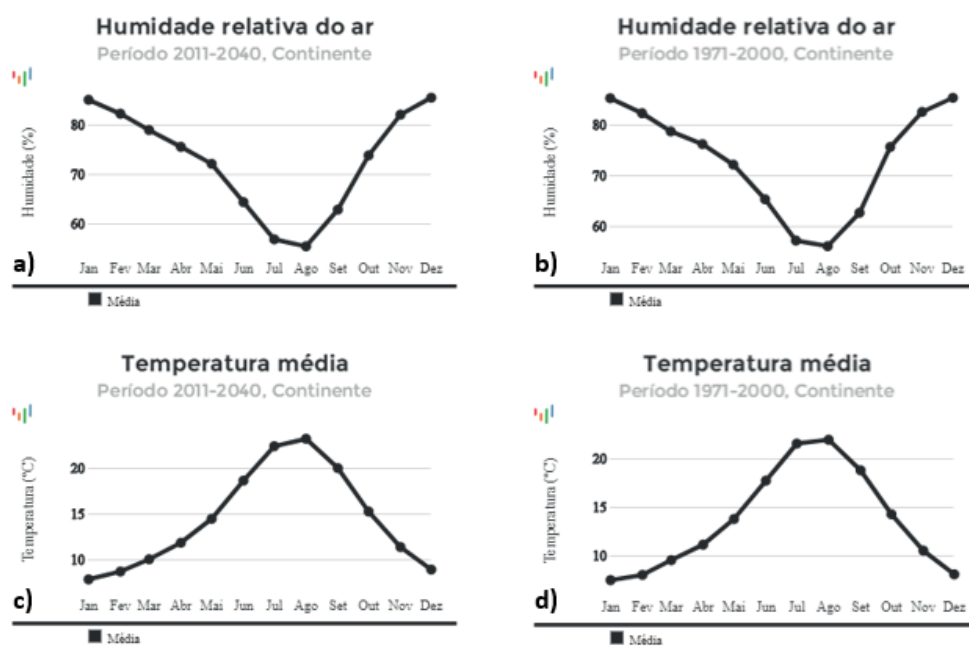 Humidade relativa do ar
Período 2011-2040, Continente
Humidade (%)
80
70
60
a)
Jan Fev Mar Abr Mai Jun Jul Ago Set Out Nov Dez
Média
Humidade relativa do ar
Período 1971-2000, Continente
Humidade (%)
80
70
60
b)
Jan Fev Mar Abr Mai Jun Jul Ago Set Out Nov Dez
Média
Temperatura média
Período 2011-2040, Continente
Temperatura (°C)
20
15
10
c)
Jan Fev Mar Abr Mai Jun Jul Ago Set Out Nov Dez
Média
Temperatura média
Período 1971-2000, Continente
Temperatura (°C)
20
15
10
d)
Jan Fev Mar Abr Mai Jun Jul Ago Set Out Nov Dez
Média